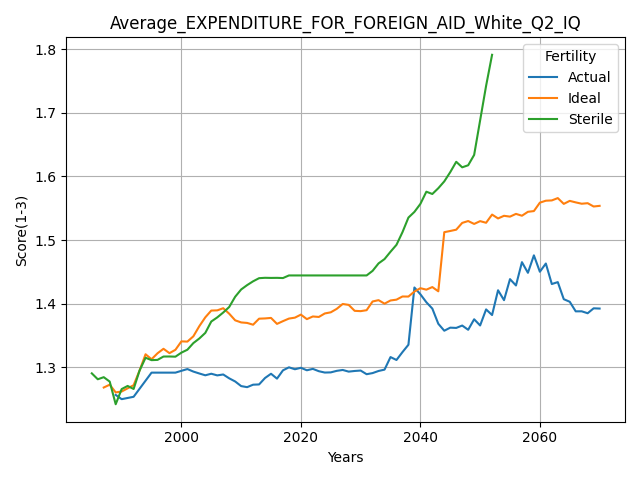 Average_EXPENDITURE_FOR_FOREIGN_AID_White_Q2_IQ
Score(1-3)
1.8
1.7
1.6
1.5
1.4
1.3
2000
2020
2040
2060
Years
Fertility
Actual
Ideal
Sterile